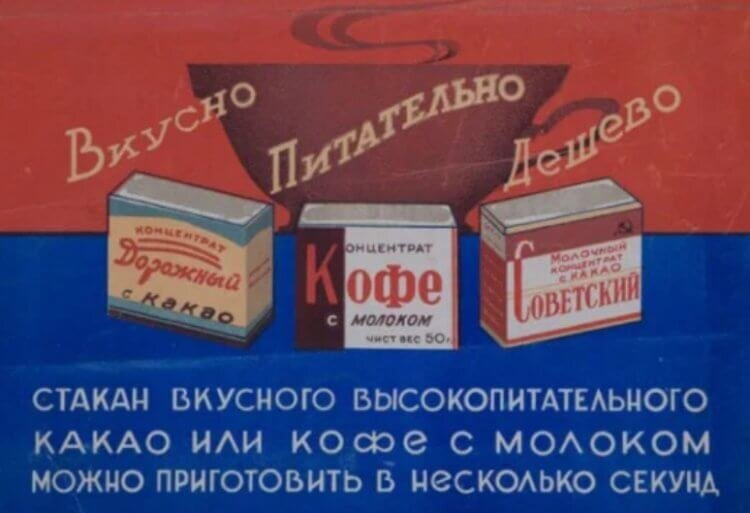 Вкусно
Питательно
Дешево
КОНЦЕНТРАТ
Дорожный
с какао
КОНЦЕНТРАТ
Кофе
с МОЛОКОМ
ЧИСТ ВЕС 50г.
Молочный
концентрат
с какао
Советский
СТАКАН ВКУСНОГО ВЫСОКОПИТАТЕЛЬНОГО
КАКАО ИЛИ КОФЕ С МОЛОКОМ
МОЖНО ПРИГОТОВИТЬ В НЕСКОЛЬКО СЕКУНД